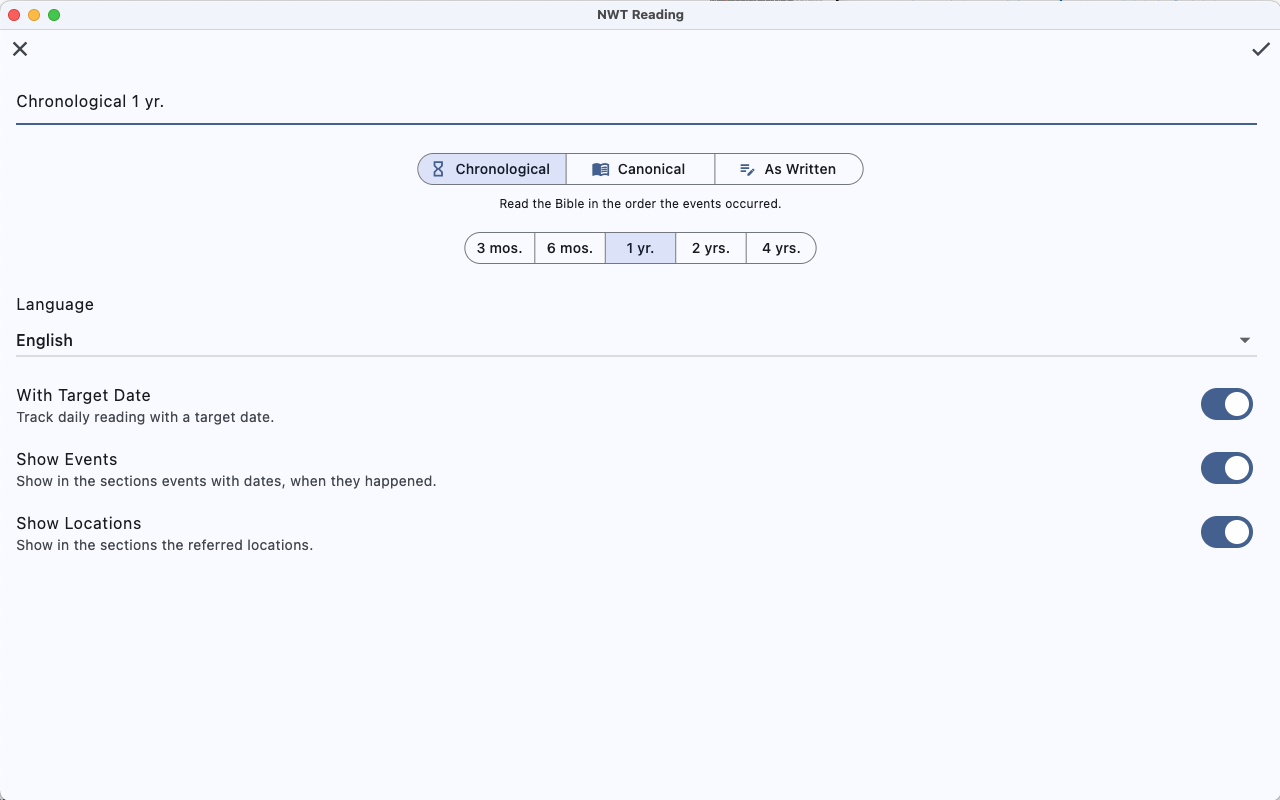 NWT Reading
Chronological 1 yr.
Chronological Canonical As Written
Read the Bible in the order the events occurred.
3 mos. 6 mos. 1 yr. 2 yrs. 4 yrs.
Language
English
With Target Date
Track daily reading with a target date.
Show Events
Show in the sections events with dates, when they happened.
Show Locations
Show in the sections the referred locations.